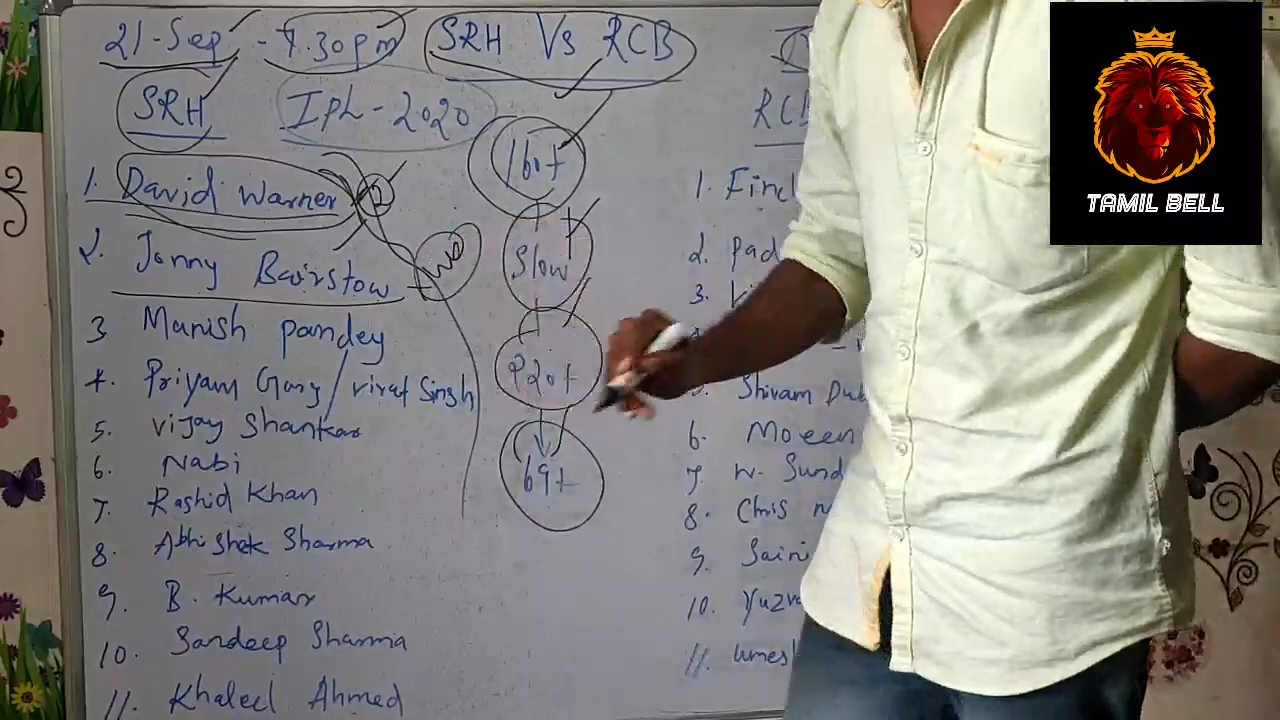 21-Sep - 7.30pm SRH Vs RCB
SRH IPL-2020
1. David Warner
2. Jonny Bairstow
3 Manish pandey
4. Priyam Garg / virat Singh
5. Vijay Shankar
6. Nabi
7. Rashid Khan
8. Abhishek Sharma
9. B. Kumar
10. Sandeep Sharma
11. Khaleel Ahmed
160+
Slow
220+
69+
RCB
1. Finc
2. Pad
3.
Shivam Dub
6. Moeen
7. W. Sund
8. Chris
9. Saini
10. Yuzv
11. Umesh
TAMIL BELL